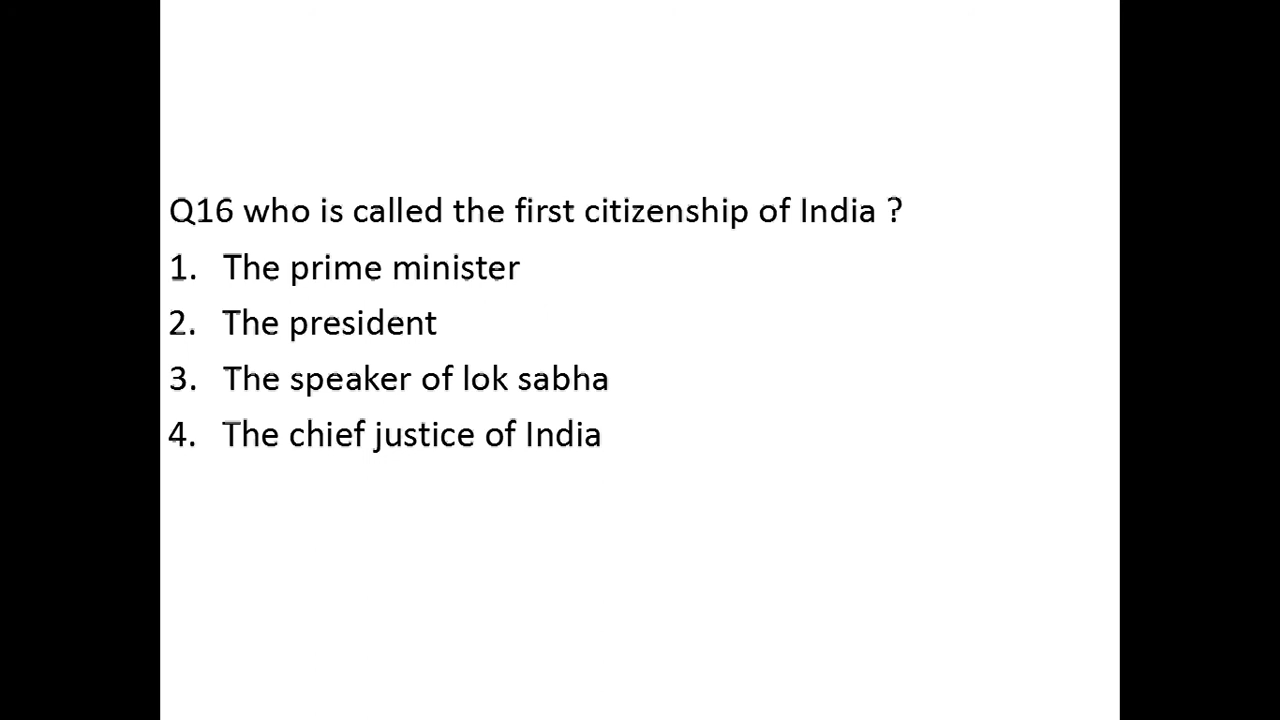 Q16 who is called the first citizenship of India ?
1. The prime minister
2. The president
3. The speaker of lok sabha
4. The chief justice of India